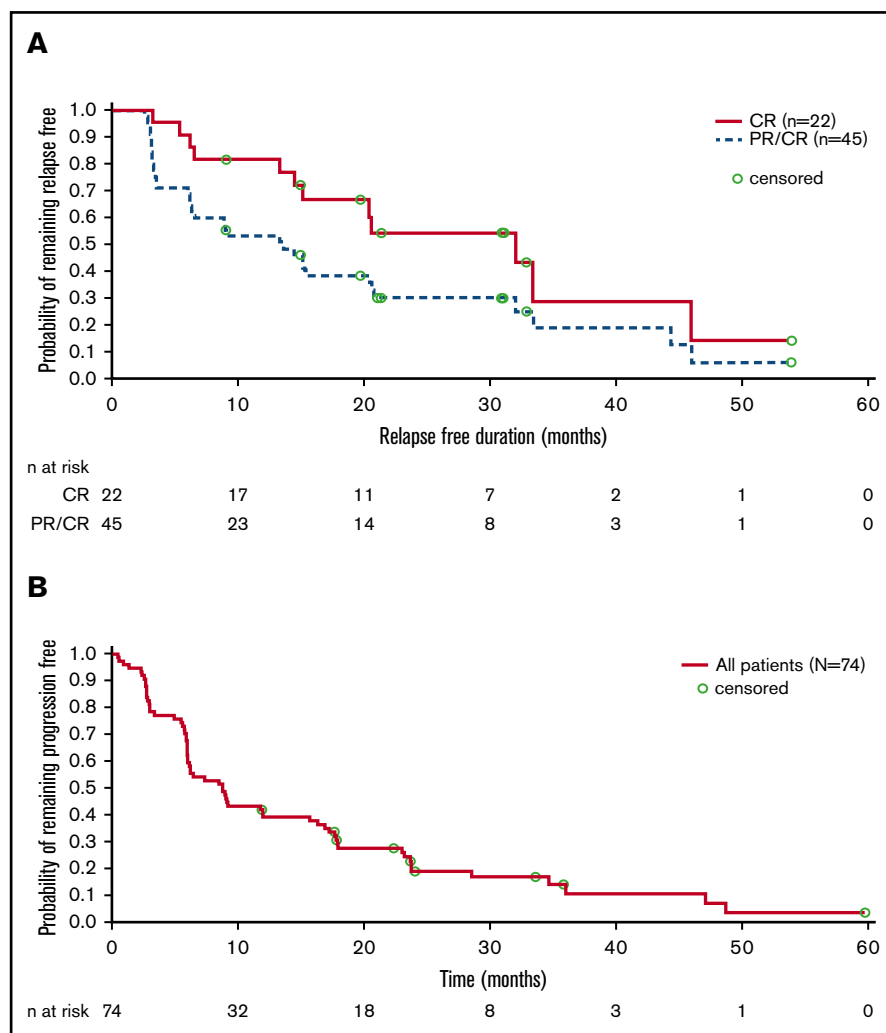 A
Probability of remaining relapse free
1.0
0.9
0.8
0.7
0.6
0.5
0.4
0.3
0.2
0.1
0.0
CR (n=22)
PR/CR (n=45)
censored
0 10 20 30 40 50 60
Relapse free duration (months)
n at risk
CR 22 17 11 7 2 1 0
PR/CR 45 23 14 8 3 1 0
B
Probability of remaining progression free
1.0
0.9
0.8
0.7
0.6
0.5
0.4
0.3
0.2
0.1
0.0
All patients (N=74)
censored
0 10 20 30 40 50 60
Time (months)
n at risk 74 32 18 8 3 1 0